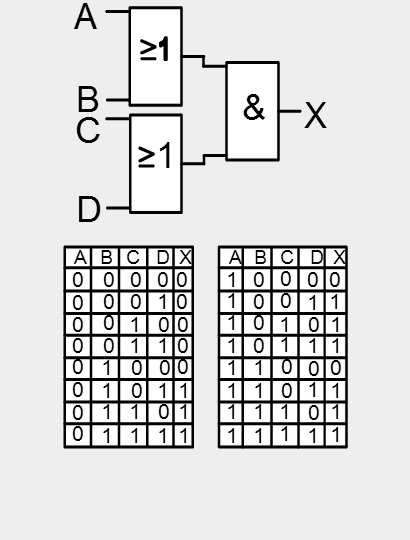 A
≥1
B
&
X
C
≥1
D
A B C D X
0 0 0 0 0
0 0 0 1 0
0 0 1 0 0
0 0 1 1 0
0 1 0 0 0
0 1 0 1 1
0 1 1 0 1
0 1 1 1 1
A B C D X
1 0 0 0 0
1 0 0 1 1
1 0 1 0 1
1 0 1 1 1
1 1 0 0 0
1 1 0 1 1
1 1 1 0 1
1 1 1 1 1